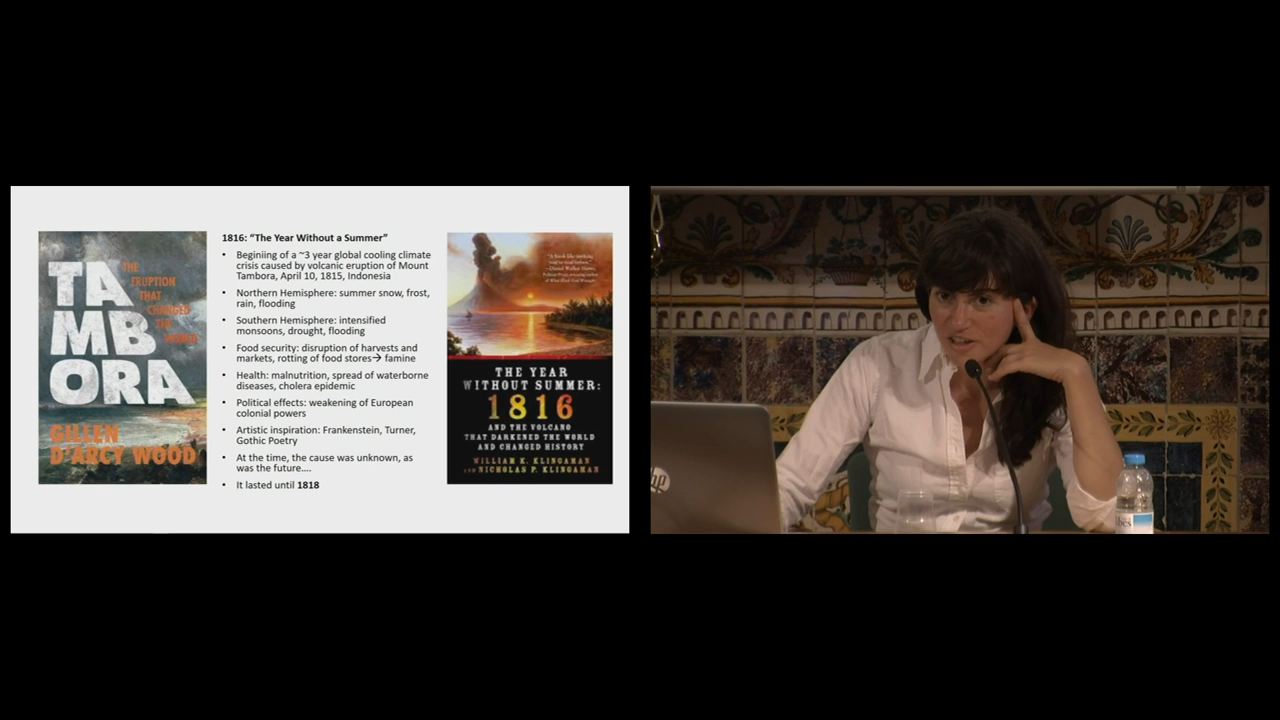 TA
MB
ORA
THE
ERUPTION
THAT
CHANGED
THE
WORLD
GILLEN
D'ARCY WOOD
1816: “The Year Without a Summer”
• Beginiing of a ~3 year global cooling climate
crisis caused by volcanic eruption of Mount
Tambora, April 10, 1815, Indonesia
• Northern Hemisphere: summer snow, frost,
rain, flooding
• Southern Hemisphere: intensified
monsoons, drought, flooding
• Food security: disruption of harvests and
markets, rotting of food stores→ famine
• Health: malnutrition, spread of waterborne
diseases, cholera epidemic
• Political effects: weakening of European
colonial powers
• Artistic inspiration: Frankenstein, Turner,
Gothic Poetry
• At the time, the cause was unknown, as
was the future....
• It lasted until 1818
THE YEAR
WITHOUT SUMMER:
1816
AND THE VOLCANO
THAT DARKENED THE WORLD
AND CHANGED HISTORY
WILLIAM K. KLINGAMAN
AND NICHOLAS P. KLINGAMAN
hp